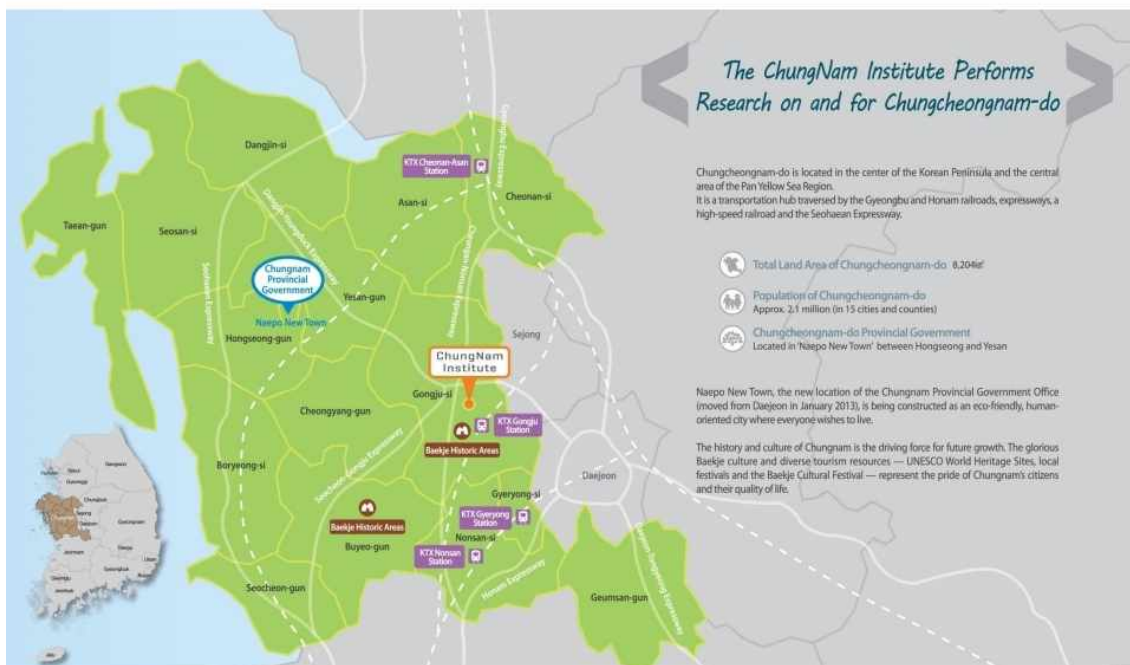 The ChungNam Institute Performs
Research on and for Chungcheongnam-do
Chungcheongnam-do is located in the center of the Korean Peninsula and the central
area of the Pan Yellow Sea Region.
It is a transportation hub traversed by the Gyeongbu and Honam railroads, expressways, a
high-speed railroad and the Seohaean Expressway.
Total Land Area of Chungcheongnam-do 8,204㎢
Population of Chungcheongnam-do
Approx. 2.1 million (in 15 cities and counties)
Chungcheongnam-do Provincial Government
Located in 'Naepo New Town' between Hongseong and Yesan
Naepo New Town, the new location of the Chungnam Provincial Government Office
(moved from Daejeon in January 2013), is being constructed as an eco-friendly, human-
oriented city where everyone wishes to live.
The history and culture of Chungnam is the driving force for future growth. The glorious
Baekje culture and diverse tourism resources — UNESCO World Heritage Sites, local
festivals and the Baekje Cultural Festival — represent the pride of Chungnam's citizens
and their quality of life.
Dangjin-si
KTX Cheonan-Asan
Station
Cheonan-si
Asan-si
Taean-gun
Seosan-si
Chungnam
Provincial
Government
Naepo New Town
Yesan-gun
Hongseong-gun
Sejong
ChungNam
Institute
Gongju-si
Cheongyang-gun
KTX Gongju
Station
Baekje Historic Areas
Boryeong-si
Daejeon
Gyeryong-si
KTX Gyeryong
Station
Baekje Historic Areas
Nonsan-si
Buyeo-gun
KTX Nonsan
Station
Seocheon-gun
Geumsan-gun
Seohaean Expressway
Seocheon-Gongju Expressway
Honam Expressway